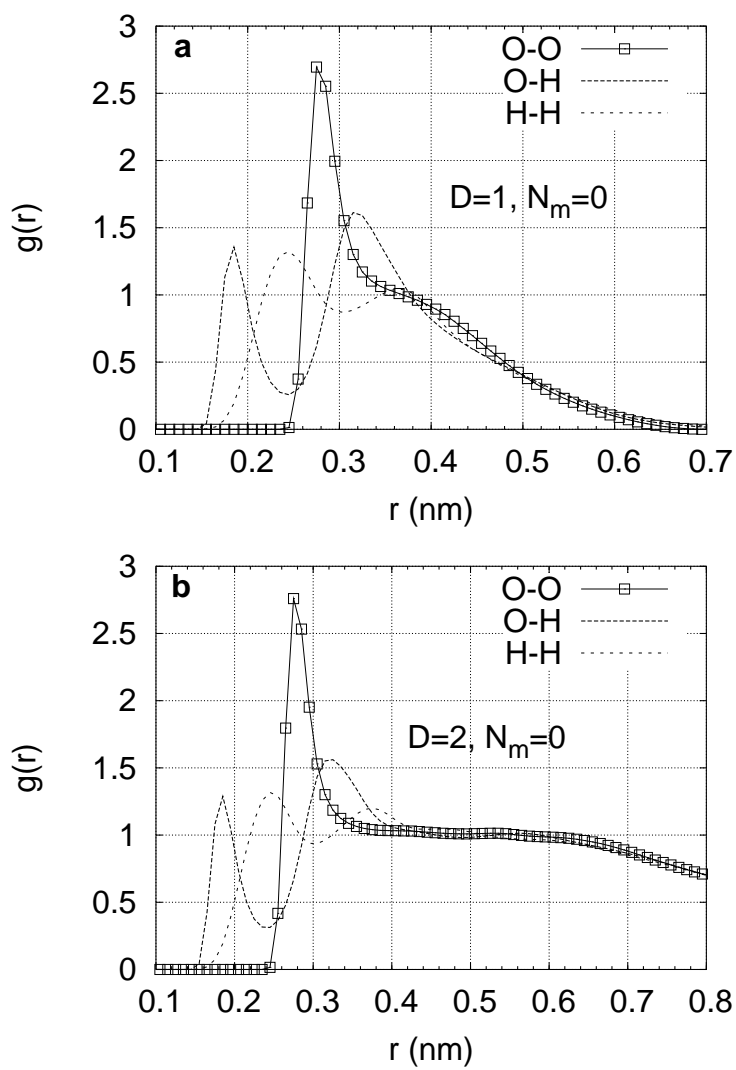 a
O-O
O-H
H-H
D=1, N_m=0
g(r)
3
2.5
2
1.5
1
0.5
0
0.1 0.2 0.3 0.4 0.5 0.6 0.7
r (nm)
b
O-O
O-H
H-H
D=2, N_m=0
g(r)
3
2.5
2
1.5
1
0.5
0
0.1 0.2 0.3 0.4 0.5 0.6 0.7 0.8
r (nm)